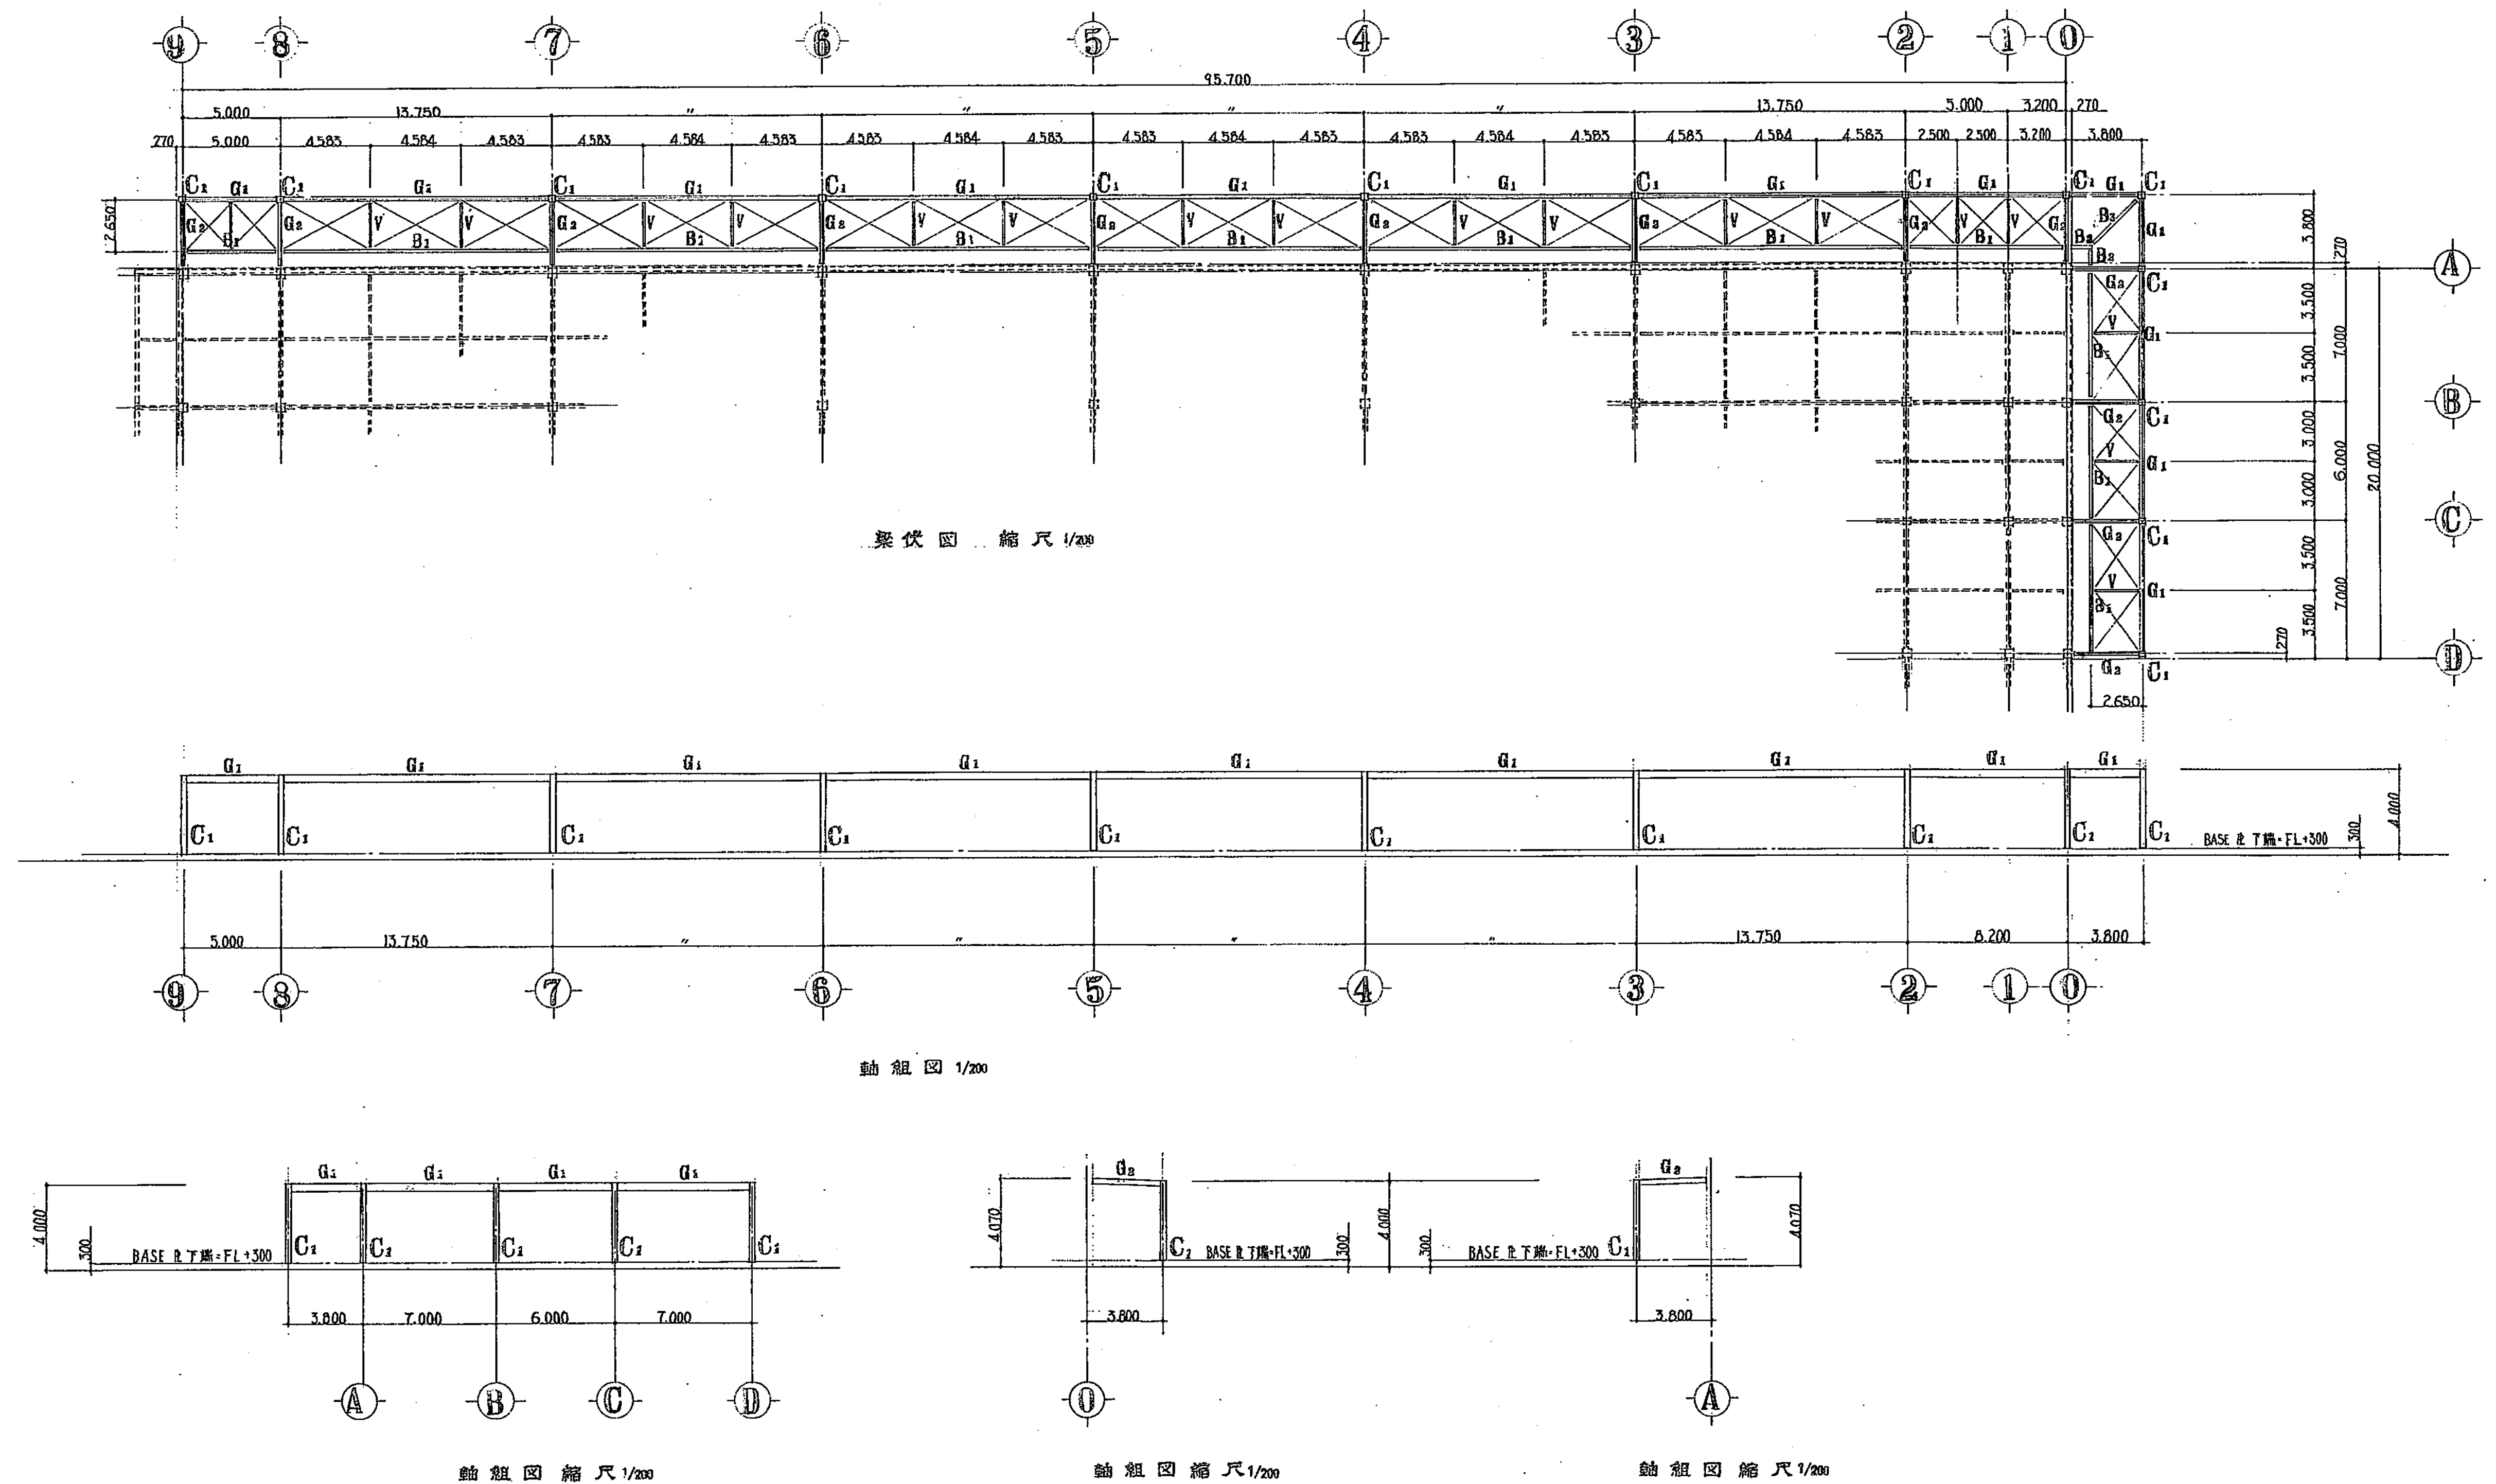 9 8 7 6 5 4 3 2 1 0
95.700
5.000 13.750 〃 〃 〃 〃 13.750 5.000 3.200 270
270 5.000 4.583 4.584 4.583 4.583 4.584 4.583 4.583 4.584 4.583 4.583 4.584 4.583 4.583 4.584 4.583 4.583 4.584 4.583 2.500 2.500 3.200 3.800
C1 G1 C1 G1 C1 G1 C1 G1 C1 G1 C1 G1 C1 G1 C1 G1 C1 G1 C1
2.650
G2 G2 V V G2 V V G2 V V G2 V V G2 V V G2 V V G2 V V G2 B3 G1
B1 B1 B1 B1 B1 B1 B1 B1 B2
B2
3.800
270
A
G2 C1
V G1
B1
3.500
3.500
7.000
B
G2 C1
V G1
B1
3.000
3.000
6.000
20.000
C
G2 C1
V G1
B1
3.500
3.500
7.000
270
D
G2 C1
2.650
梁伏図 縮尺 1/200
G1 G1 G1 G1 G1 G1 G1 G1 G1
C1 C1 C1 C1 C1 C1 C1 C1 C1 C1
BASE 下端=FL+300 300 4.000
5.000 13.750 〃 〃 〃 〃 13.750 8.200 3.800
9 8 7 6 5 4 3 2 1 0
軸組図 1/200
G1 G1 G1 G1
4.000 300 BASE 下端=FL+300 C1 C1 C1 C1 C1
3.800 7.000 6.000 7.000
A B C D
軸組図 縮尺 1/200
G2
4.070 C1 BASE 下端=FL+300 300 4.000
3.800
0
軸組図 縮尺 1/200
G2
300 BASE 下端=FL+300 C1 4.070
3.800
A
軸組図 縮尺 1/200